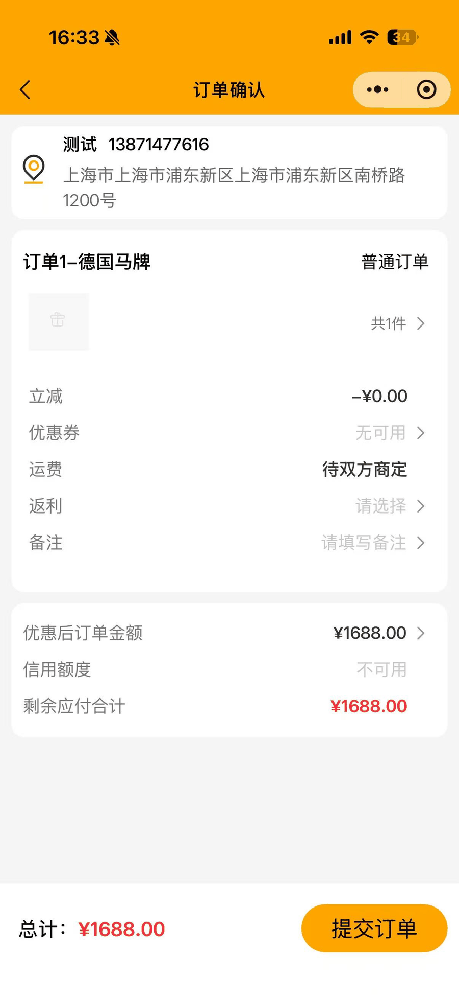 16:33
34
订单确认
测试 13871477616
上海市上海市浦东新区上海市浦东新区南桥路
1200号
订单1-德国马牌 普通订单
共1件
立减 -¥0.00
优惠券 无可用
运费 待双方商定
返利 请选择
备注 请填写备注
优惠后订单金额 ¥1688.00
信用额度 不可用
剩余应付合计 ¥1688.00
总计：¥1688.00
提交订单